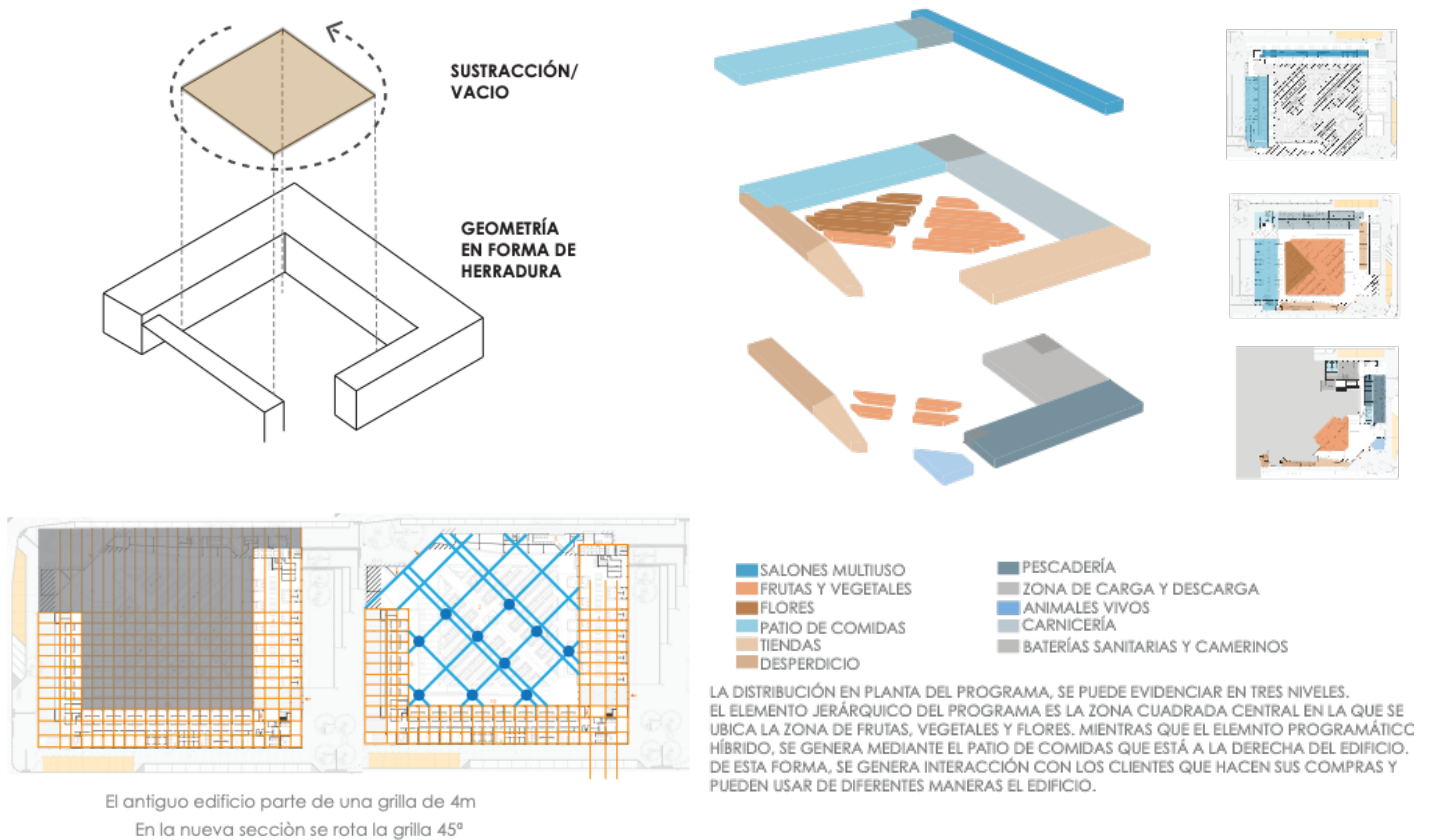 SUSTRACCIÓN/
VACIO
GEOMETRÍA
EN FORMA DE
HERRADURA
El antiguo edificio parte de una grilla de 4m
En la nueva secciòn se rota la grilla 45º
SALONES MULTIUSO
FRUTAS Y VEGETALES
FLORES
PATIO DE COMIDAS
TIENDAS
DESPERDICIO
PESCADERÍA
ZONA DE CARGA Y DESCARGA
ANIMALES VIVOS
CARNICERÍA
BATERÍAS SANITARIAS Y CAMERINOS
LA DISTRIBUCIÓN EN PLANTA DEL PROGRAMA, SE PUEDE EVIDENCIAR EN TRES NIVELES.
EL ELEMENTO JERÁRQUICO DEL PROGRAMA ES LA ZONA CUADRADA CENTRAL EN LA QUE SE
UBICA LA ZONA DE FRUTAS, VEGETALES Y FLORES. MIENTRAS QUE EL ELEMNTO PROGRAMÁTICO
HÍBRIDO, SE GENERA MEDIANTE EL PATIO DE COMIDAS QUE ESTÁ A LA DERECHA DEL EDIFICIO.
DE ESTA FORMA, SE GENERA INTERACCIÓN CON LOS CLIENTES QUE HACEN SUS COMPRAS Y
PUEDEN USAR DE DIFERENTES MANERAS EL EDIFICIO.